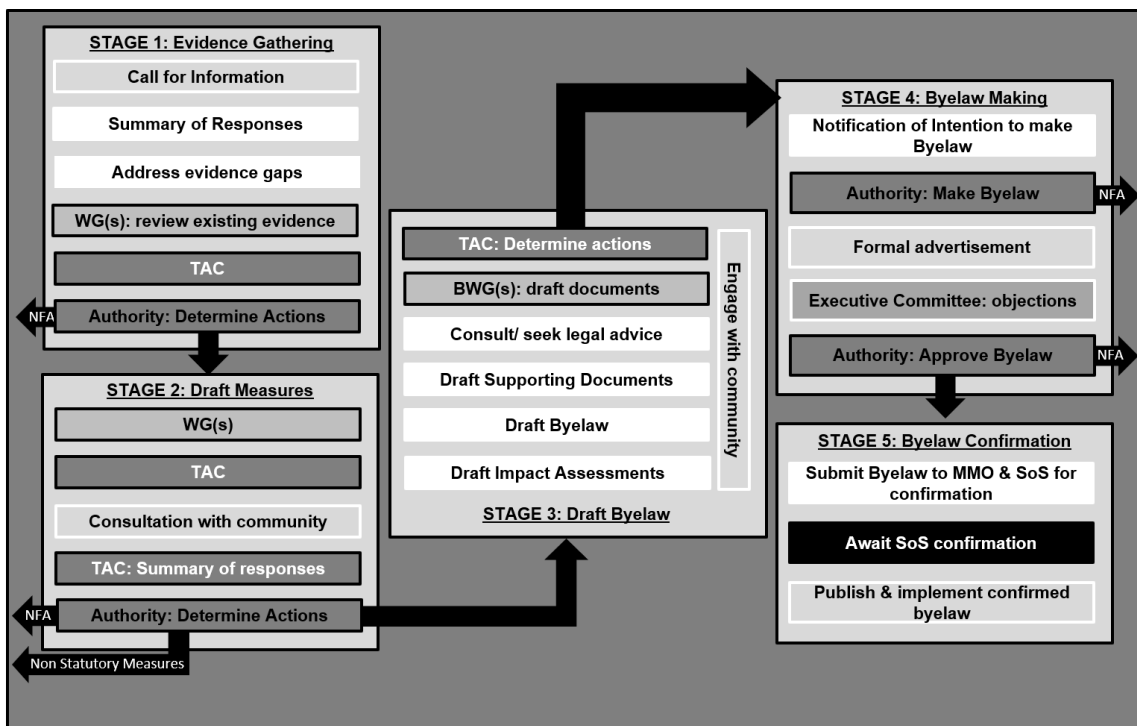 STAGE 1: Evidence Gathering
Call for Information
Summary of Responses
Address evidence gaps
WG(s): review existing evidence
TAC
NFA
Authority: Determine Actions
STAGE 2: Draft Measures
WG(s)
TAC
Consultation with community
TAC: Summary of responses
NFA
Authority: Determine Actions
Non Statutory Measures
TAC: Determine actions
BWG(s): draft documents
Consult/ seek legal advice
Draft Supporting Documents
Draft Byelaw
Draft Impact Assessments
Engage with community
STAGE 3: Draft Byelaw
STAGE 4: Byelaw Making
Notification of Intention to make
Byelaw
Authority: Make Byelaw
NFA
Formal advertisement
Executive Committee: objections
Authority: Approve Byelaw
NFA
STAGE 5: Byelaw Confirmation
Submit Byelaw to MMO & SoS for
confirmation
Await SoS confirmation
Publish & implement confirmed
byelaw